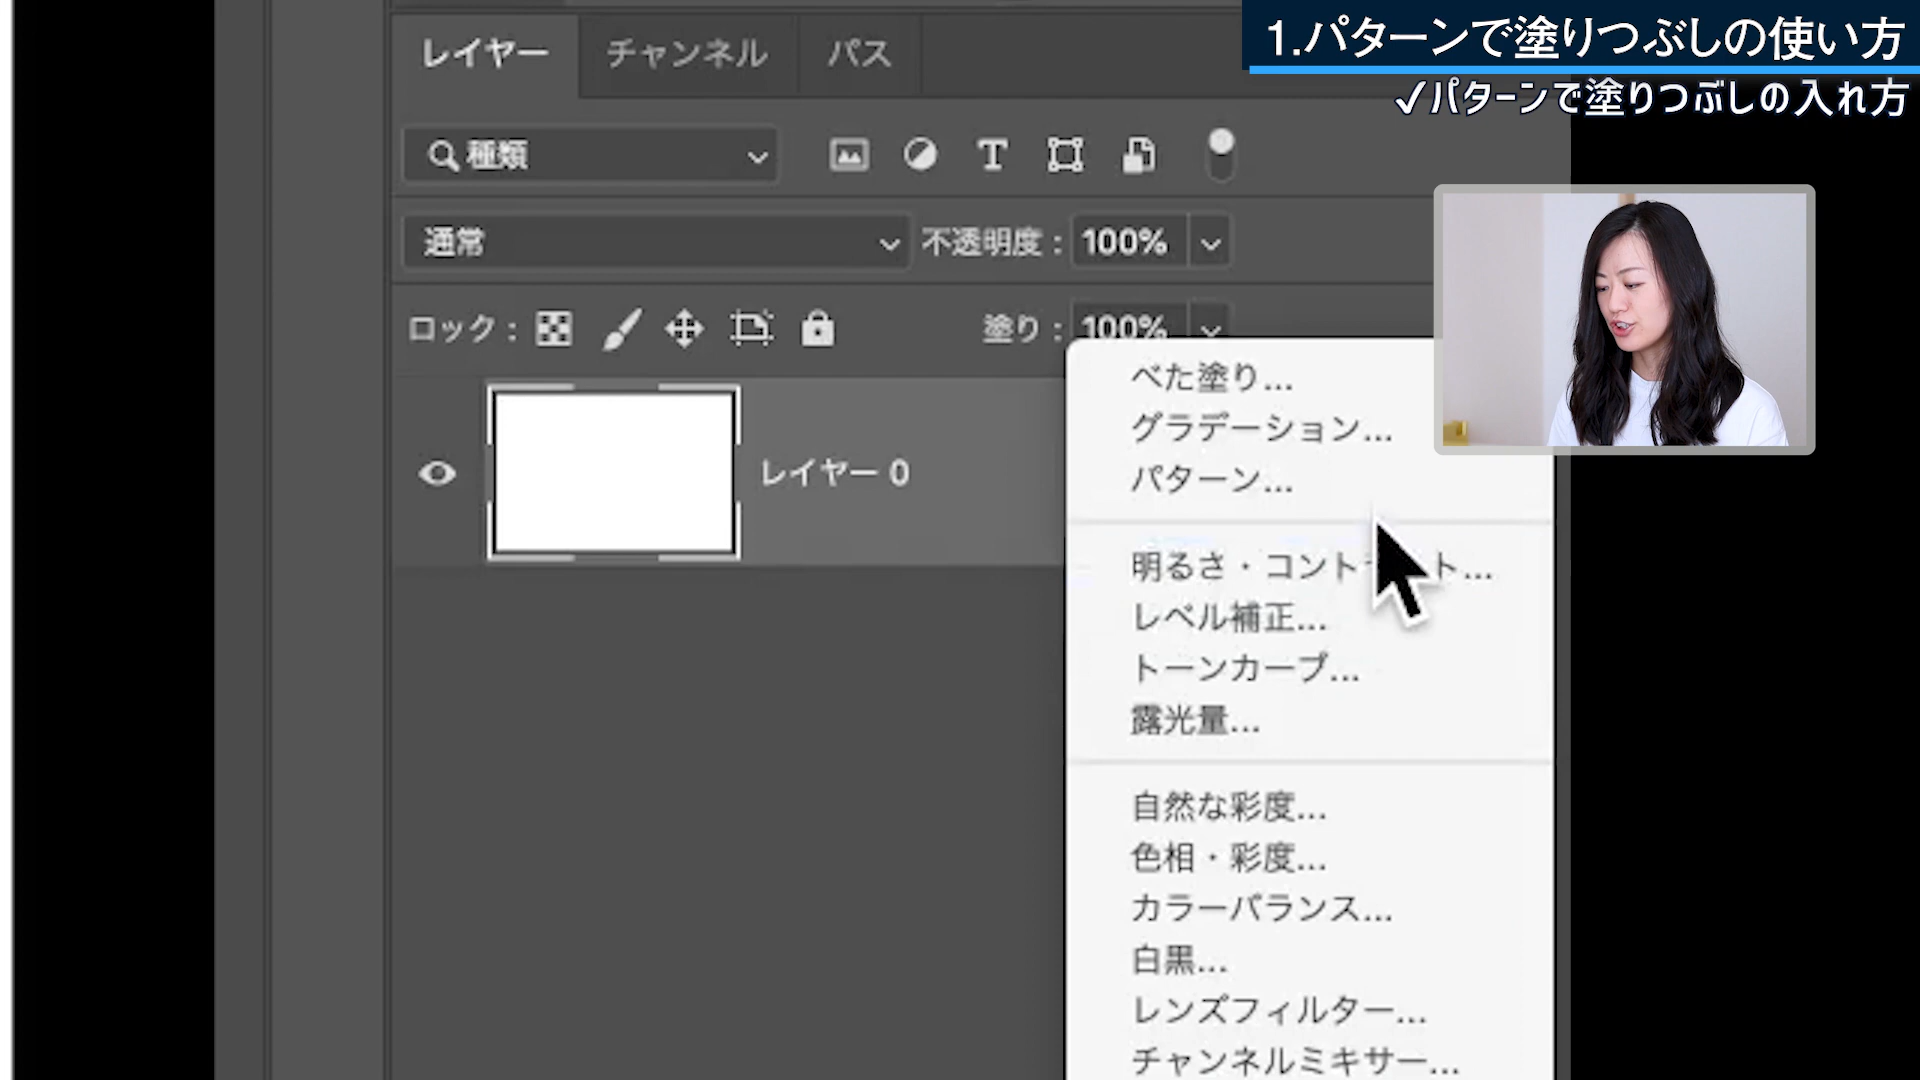 1.パターンで塗りつぶしの使い方
✓パターンで塗りつぶしの入れ方
レイヤー チャンネル パス
種類
通常 不透明度： 100%
ロック： 塗り： 100%
レイヤー 0
べた塗り...
グラデーション...
パターン...
明るさ・コント ト...
レベル補正...
トーンカーブ...
露光量...
自然な彩度...
色相・彩度...
カラーバランス...
白黒...
レンズフィルター...
チャンネルミキサー...